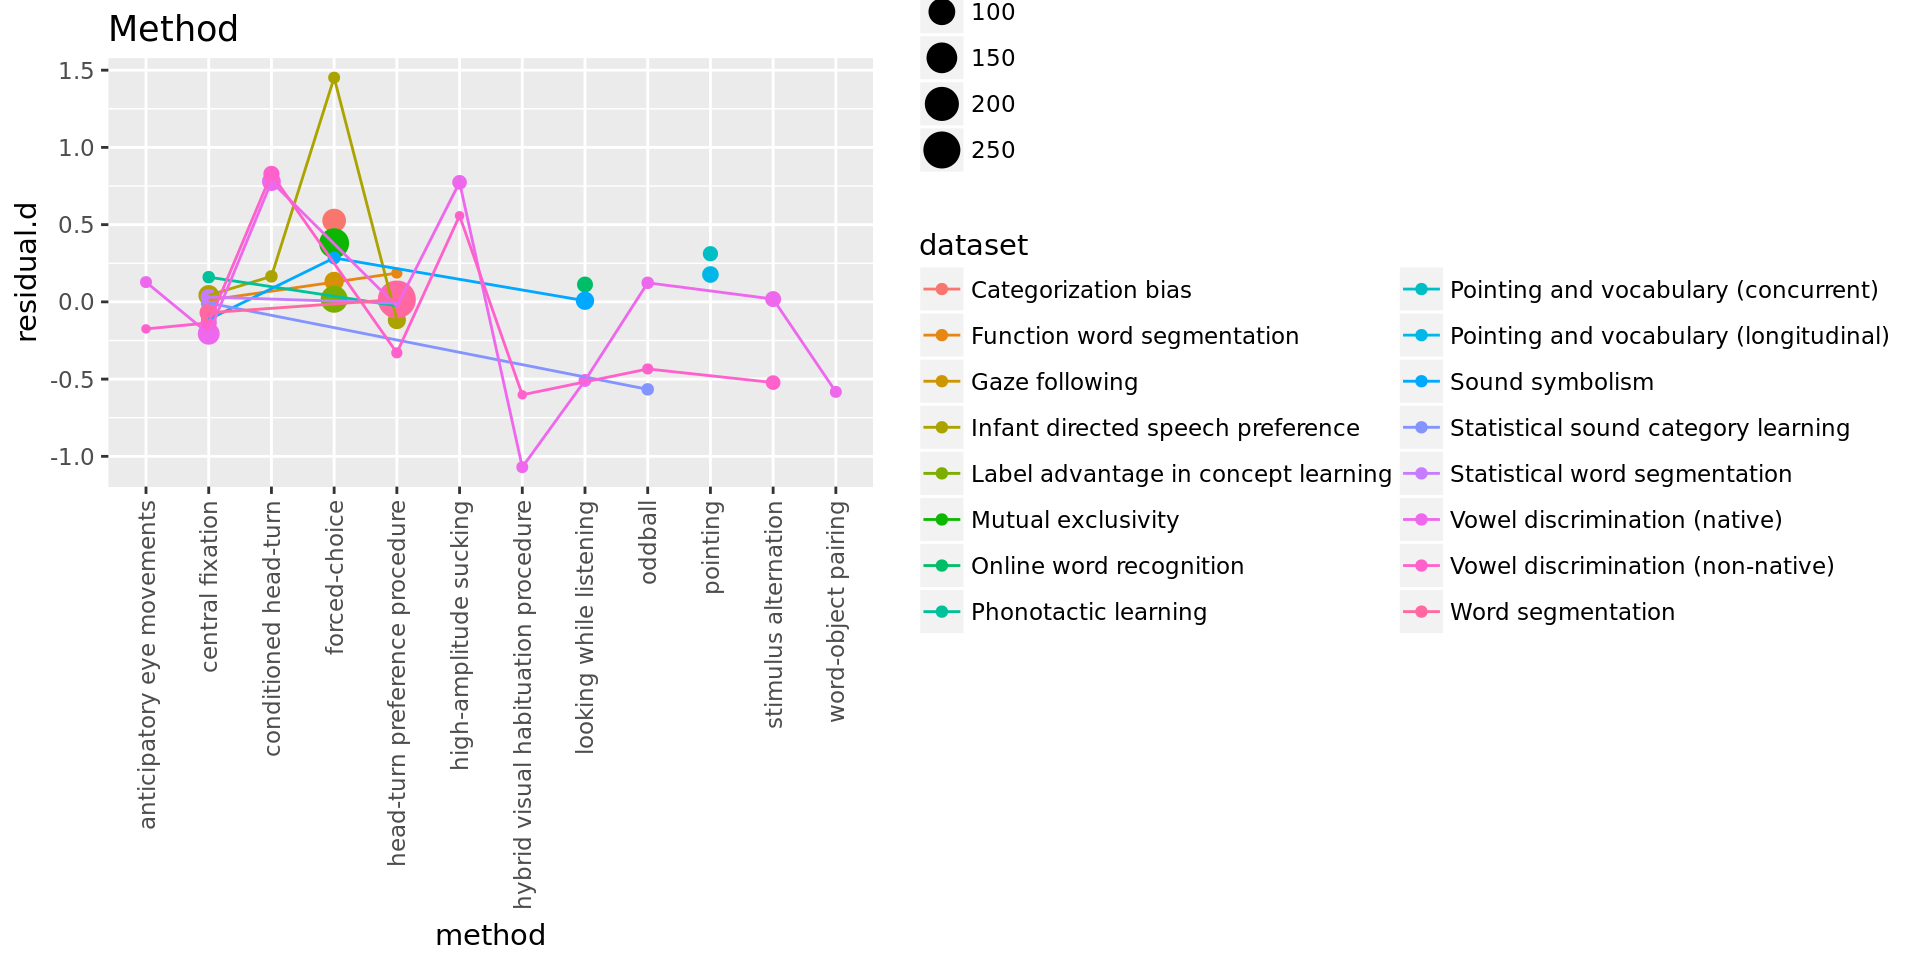 Method
1.5
1.0
0.5
0.0
-0.5
-1.0
residual.d
anticipatory eye movements
central fixation
conditioned head-turn
forced-choice
head-turn preference procedure
high-amplitude sucking
hybrid visual habituation procedure
looking while listening
oddball
pointing
stimulus alternation
word-object pairing
method
100
150
200
250
dataset
Categorization bias
Function word segmentation
Gaze following
Infant directed speech preference
Label advantage in concept learning
Mutual exclusivity
Online word recognition
Phonotactic learning
Pointing and vocabulary (concurrent)
Pointing and vocabulary (longitudinal)
Sound symbolism
Statistical sound category learning
Statistical word segmentation
Vowel discrimination (native)
Vowel discrimination (non-native)
Word segmentation